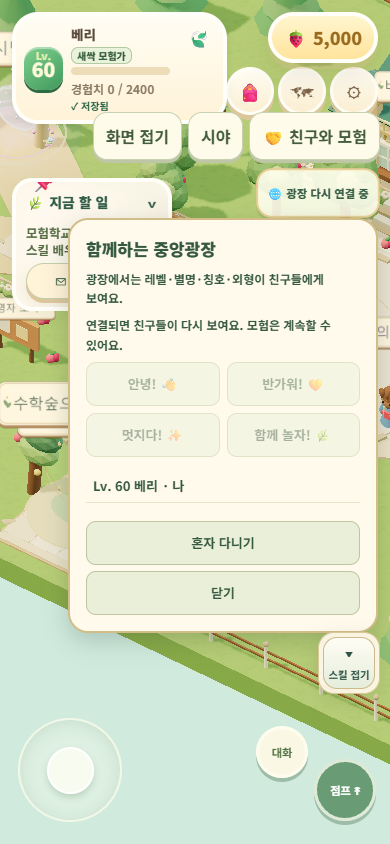 베리
Lv.
60
새싹 모험가
경험치 0 / 2400
✓ 저장됨
5,000
화면 접기
시야
친구와 모험
광장 다시 연결 중
지금 할 일
모험학교
스킬 배우
함께하는 중앙광장
광장에서는 레벨·별명·칭호·외형이 친구들에게
보여요.
연결되면 친구들이 다시 보여요. 모험은 계속할 수
있어요.
안녕!
반가워!
멋지다!
함께 놀자!
Lv. 60 베리 · 나
혼자 다니기
닫기
수학숲으
스킬 접기
대화
점프